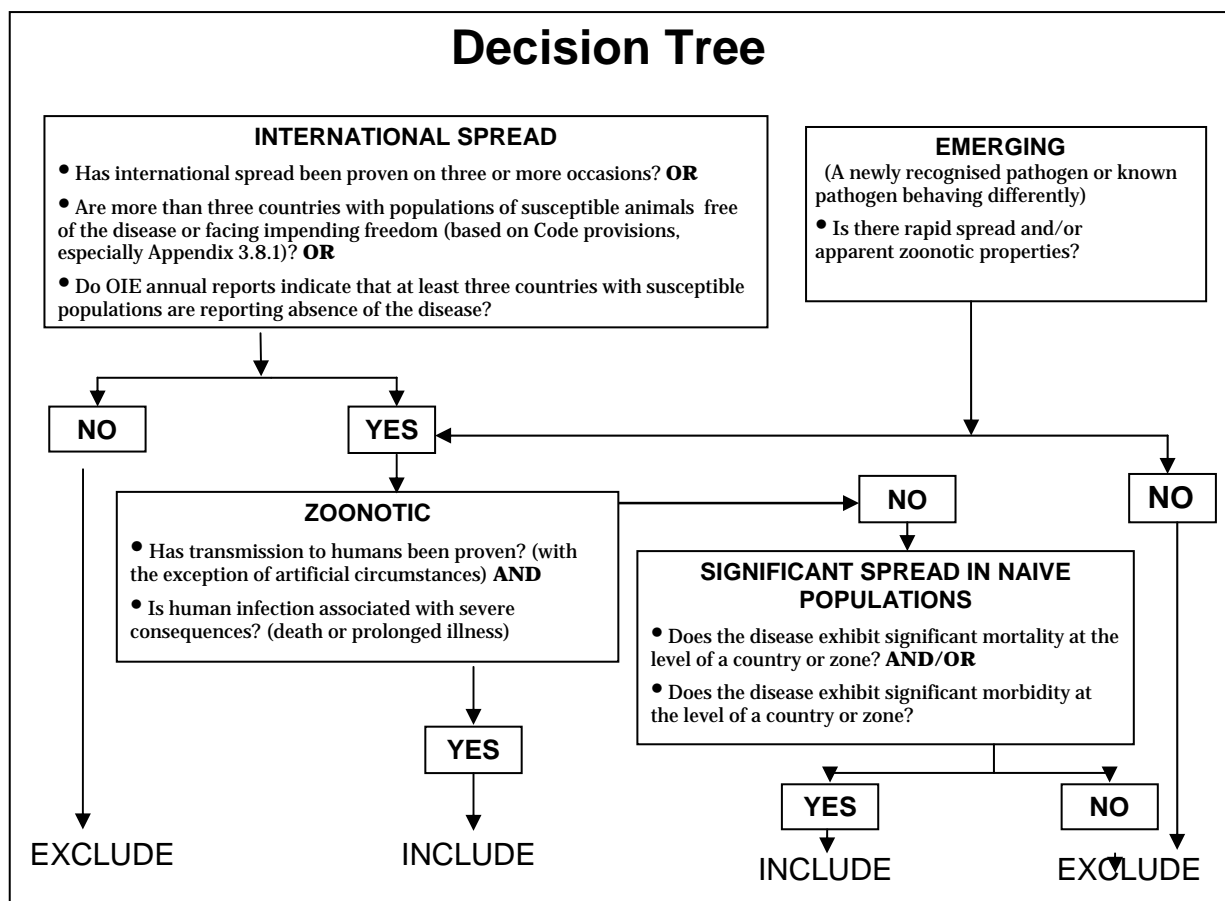 Decision Tree
INTERNATIONAL SPREAD
• Has international spread been proven on three or more occasions? OR
• Are more than three countries with populations of susceptible animals free
of the disease or facing impending freedom (based on Code provisions,
especially Appendix 3.8.1)? OR
• Do OIE annual reports indicate that at least three countries with susceptible
populations are reporting absence of the disease?
EMERGING
(A newly recognised pathogen or known
pathogen behaving differently)
• Is there rapid spread and/or
apparent zoonotic properties?
NO
YES
ZOONOTIC
• Has transmission to humans been proven? (with
the exception of artificial circumstances) AND
• Is human infection associated with severe
consequences? (death or prolonged illness)
NO
NO
SIGNIFICANT SPREAD IN NAIVE
POPULATIONS
• Does the disease exhibit significant mortality at the
level of a country or zone? AND/OR
• Does the disease exhibit significant morbidity at
the level of a country or zone?
YES
YES
NO
EXCLUDE
INCLUDE
INCLUDE
EXCLUDE